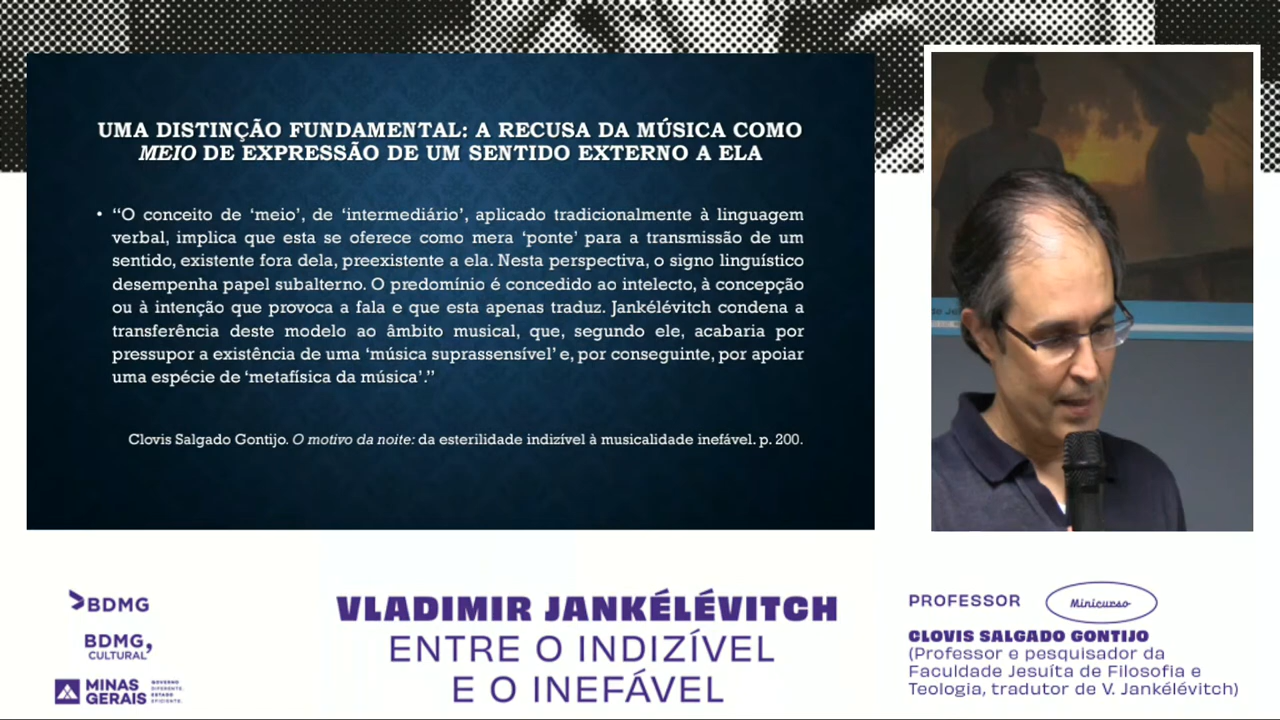 UMA DISTINÇÃO FUNDAMENTAL: A RECUSA DA MÚSICA COMO
MEIO DE EXPRESSÃO DE UM SENTIDO EXTERNO A ELA
• “O conceito de ‘meio’, de ‘intermediário’, aplicado tradicionalmente à linguagem
verbal, implica que esta se oferece como mera ‘ponte’ para a transmissão de um
sentido, existente fora dela, preexistente a ela. Nesta perspectiva, o signo linguístico
desempenha papel subalterno. O predomínio é concedido ao intelecto, à concepção
ou à intenção que provoca a fala e que esta apenas traduz. Jankélévitch condena a
transferência deste modelo ao âmbito musical, que, segundo ele, acabaria por
pressupor a existência de uma ‘música suprassensível’ e, por conseguinte, por apoiar
uma espécie de ‘metafísica da música’.”
Clovis Salgado Gontijo. O motivo da noite: da esterilidade indizível à musicalidade inefável. p. 200.
BDMG
BDMG,
CULTURAL
MINAS
GERAIS
GOVERNO
DIFERENTE.
ESTADO
EFICIENTE.
VLADIMIR JANKÉLÉVITCH
ENTRE O INDIZÍVEL
E O INEFÁVEL
PROFESSOR
Minicurso
CLOVIS SALGADO GONTIJO
(Professor e pesquisador da
Faculdade Jesuíta de Filosofia e
Teologia, tradutor de V. Jankélévitch)